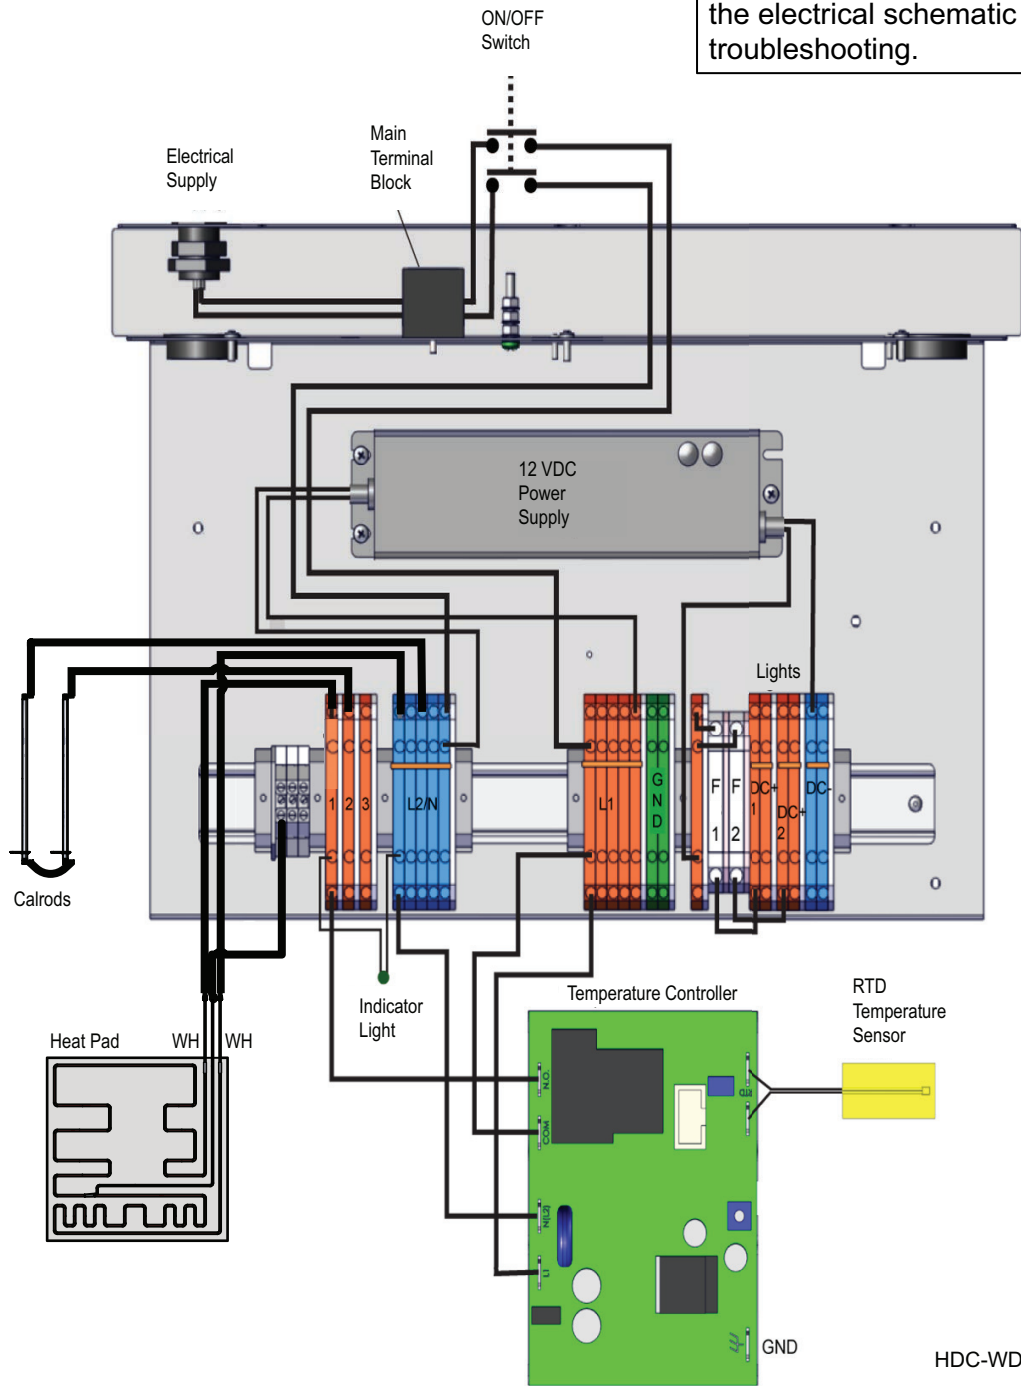 the electrical schematic
troubleshooting.
ON/OFF
Switch
Main
Terminal
Block
Electrical
Supply
12 VDC
Power
Supply
Lights
1
2
3
L2/N
L1
G
N
D
F
1
F
2
DC+
1
DC+
2
DC-
Calrods
Indicator
Light
Temperature Controller
RTD
Temperature
Sensor
Heat Pad
WH
WH
N.O.
COM
N(L2)
L1
GND
HDC-WD